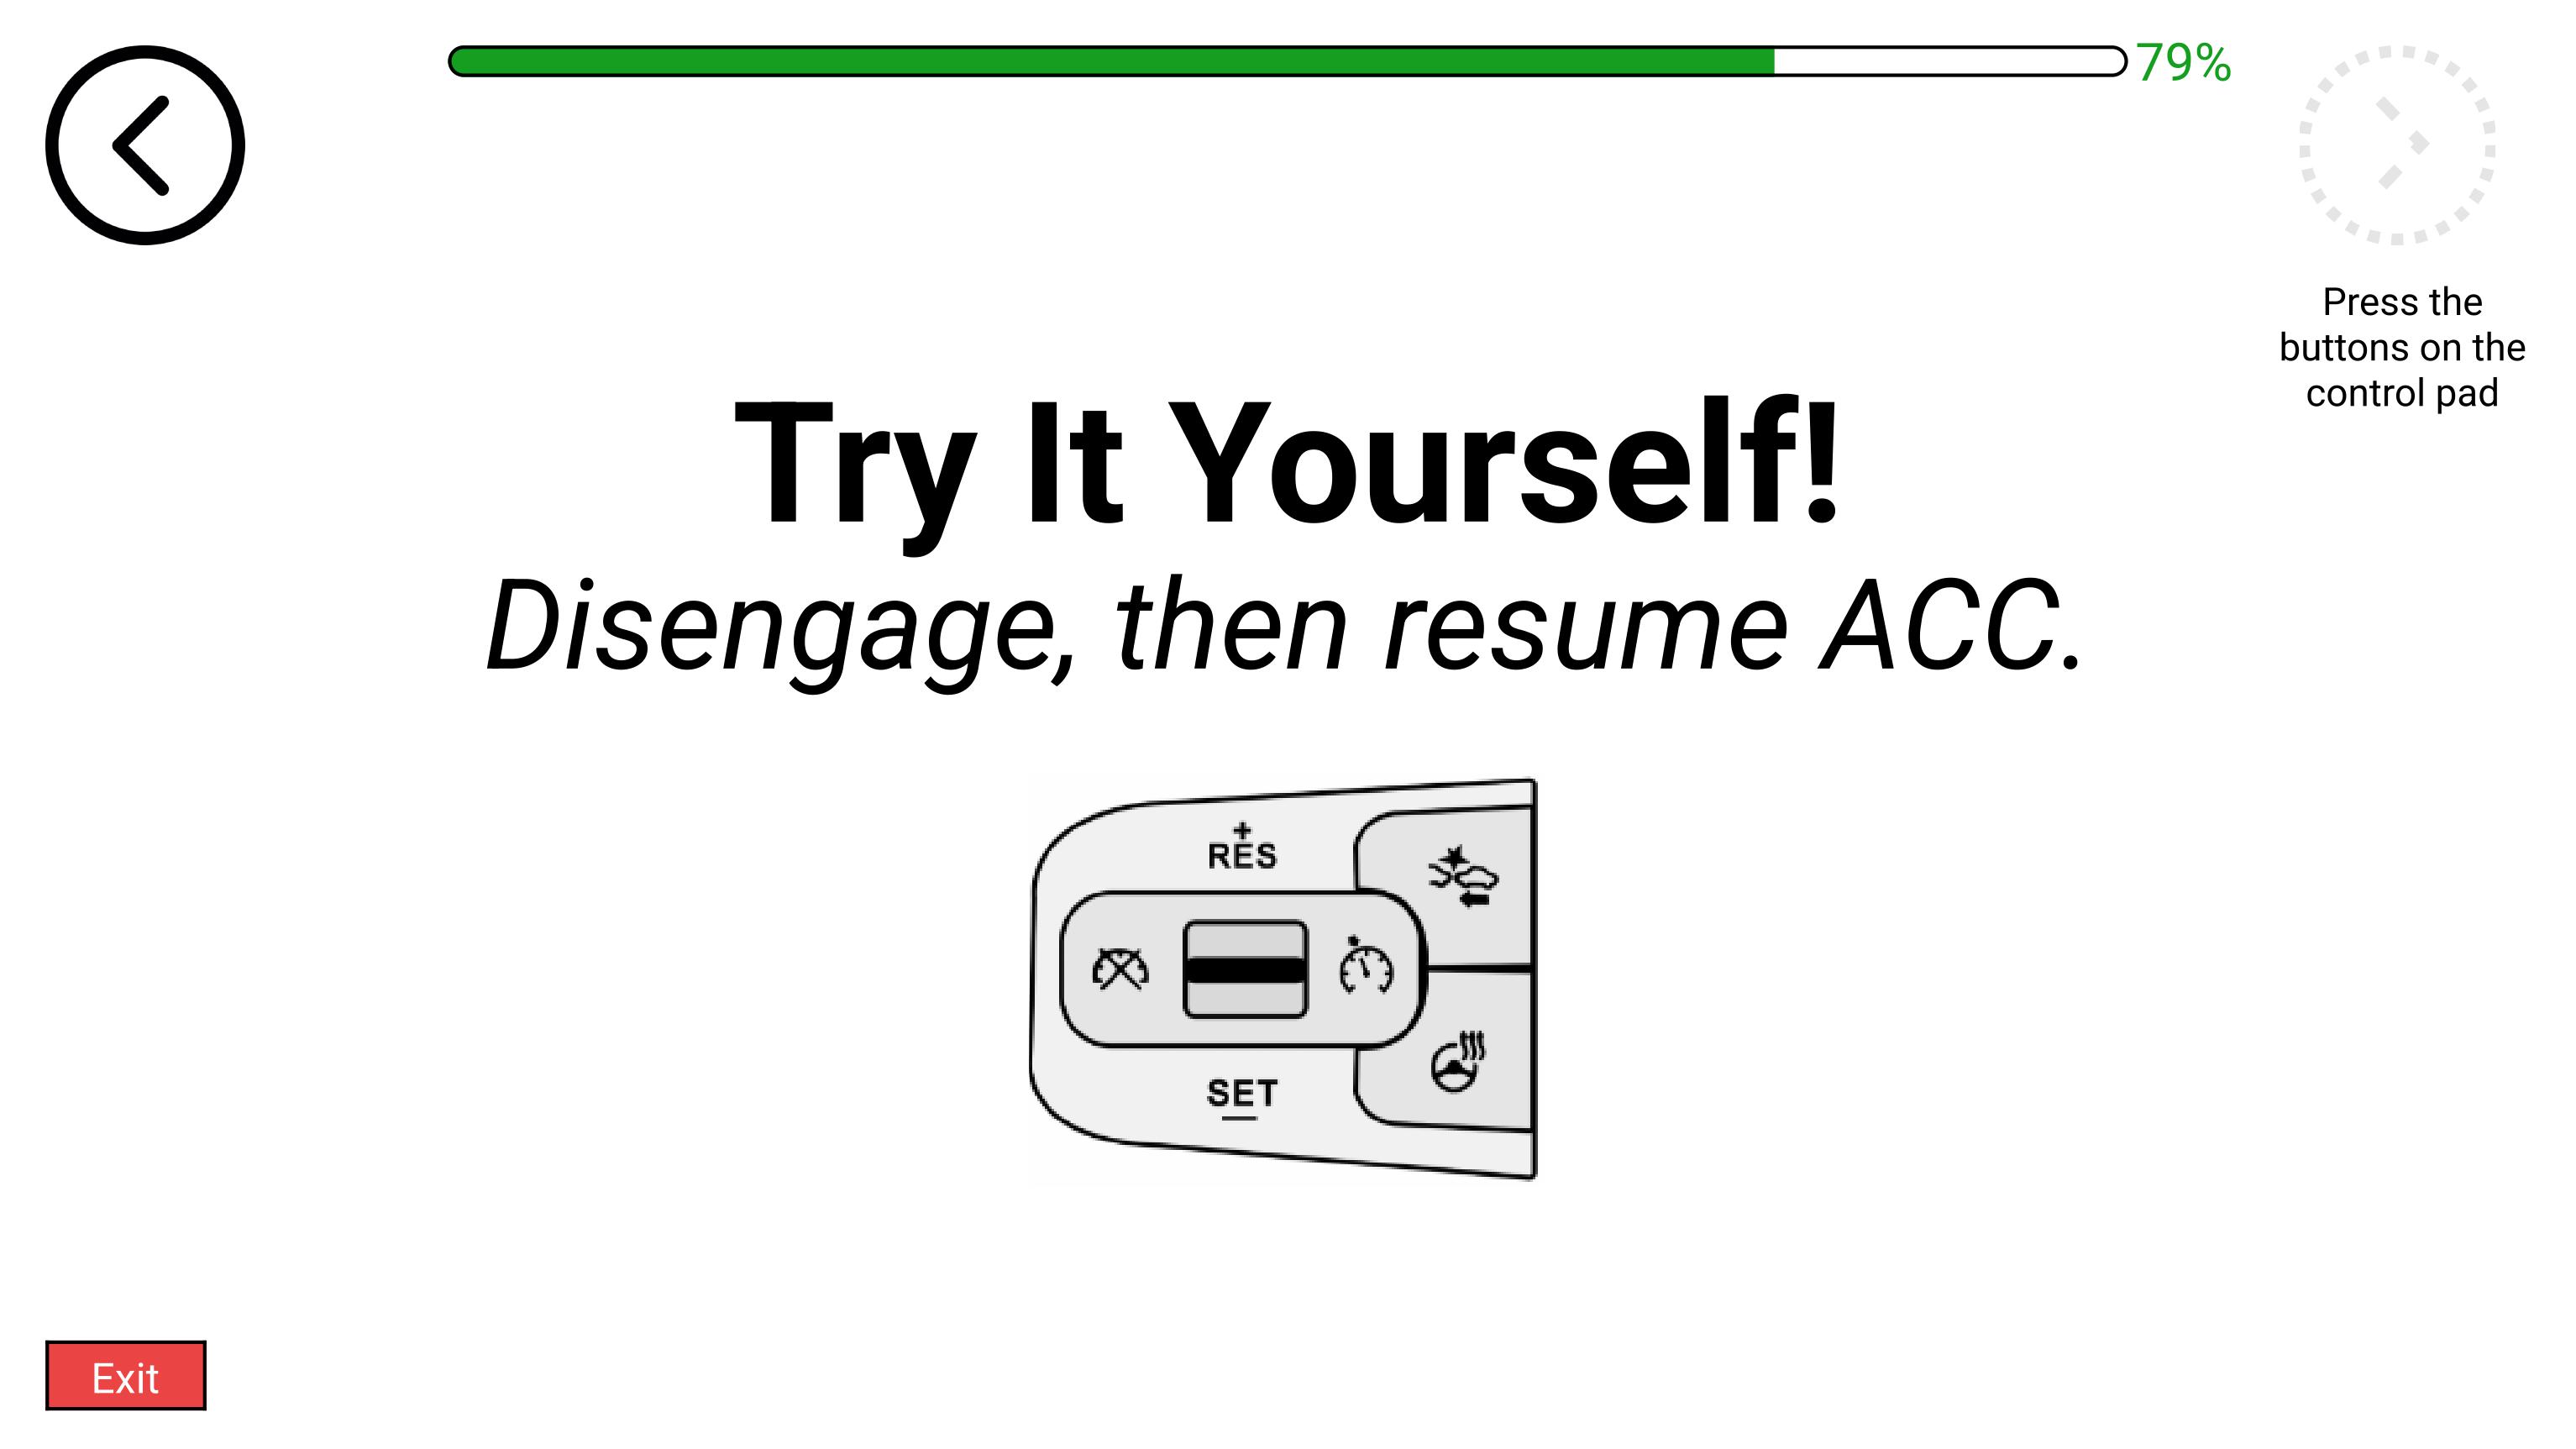 79%
Press the
buttons on the
control pad
Try It Yourself!
Disengage, then resume ACC.
+
RES
SET
—
Exit